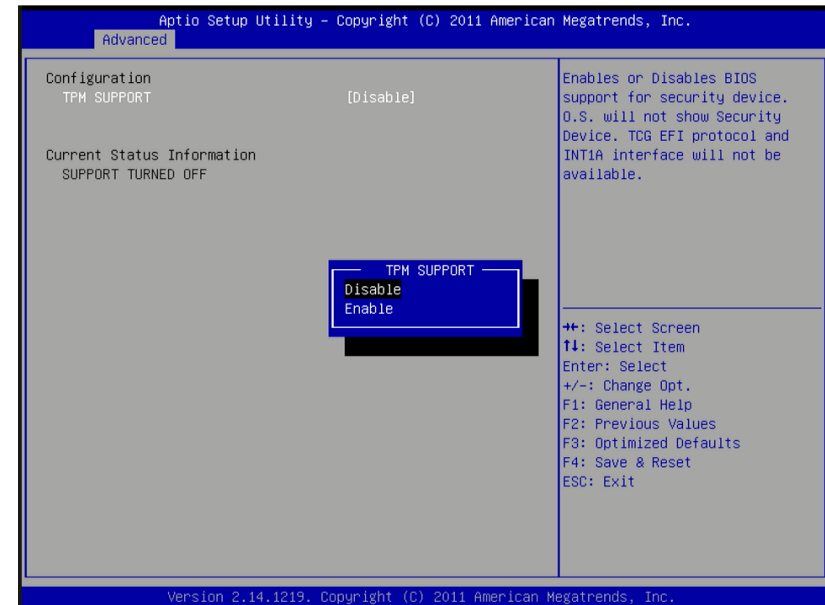 Aptio Setup Utility – Copyright (C) 2011 American Megatrends, Inc.
Advanced
Configuration
TPM SUPPORT [Disable]
Current Status Information
SUPPORT TURNED OFF
TPM SUPPORT
Disable
Enable
Enables or Disables BIOS
support for security device.
O.S. will not show Security
Device. TCG EFI protocol and
INT1A interface will not be
available.
→←: Select Screen
↑↓: Select Item
Enter: Select
+/-: Change Opt.
F1: General Help
F2: Previous Values
F3: Optimized Defaults
F4: Save & Reset
ESC: Exit
Version 2.14.1219. Copyright (C) 2011 American Megatrends, Inc.